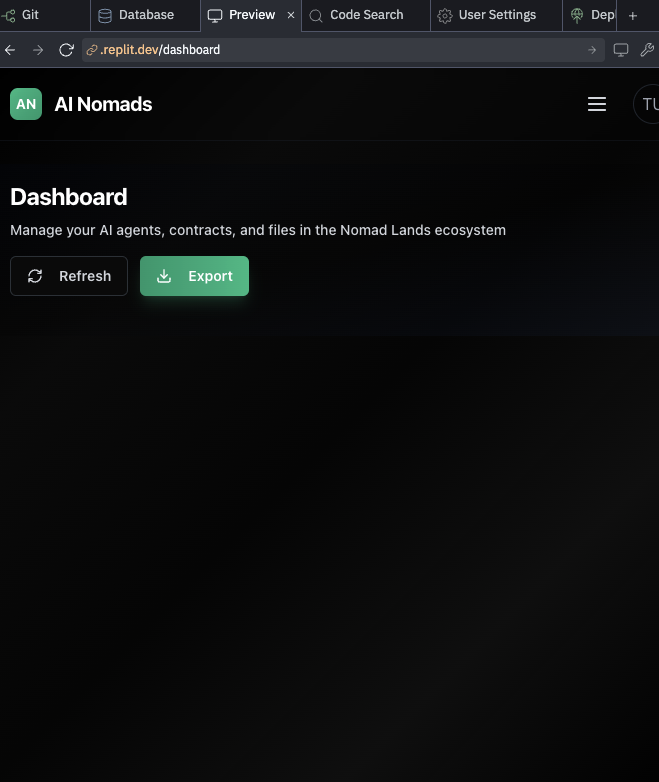 Git
Database
Preview
Code Search
User Settings
Depl
.replit.dev/dashboard
AN
AI Nomads
TU
Dashboard
Manage your AI agents, contracts, and files in the Nomad Lands ecosystem
Refresh
Export